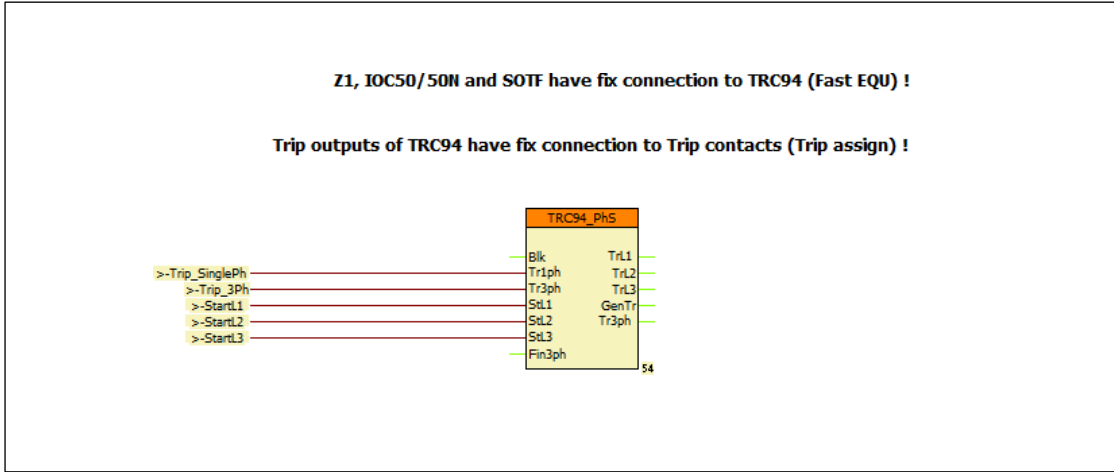 Z1, IOC50/50N and SOTF have fix connection to TRC94 (Fast EQU) !
Trip outputs of TRC94 have fix connection to Trip contacts (Trip assign) !
TRC94_PhS
Blk TrL1
>-Trip_SinglePh Tr1ph TrL2
>-Trip_3Ph Tr3ph TrL3
>-StartL1 StL1 GenTr
>-StartL2 StL2 Tr3ph
>-StartL3 StL3
Fin3ph
54